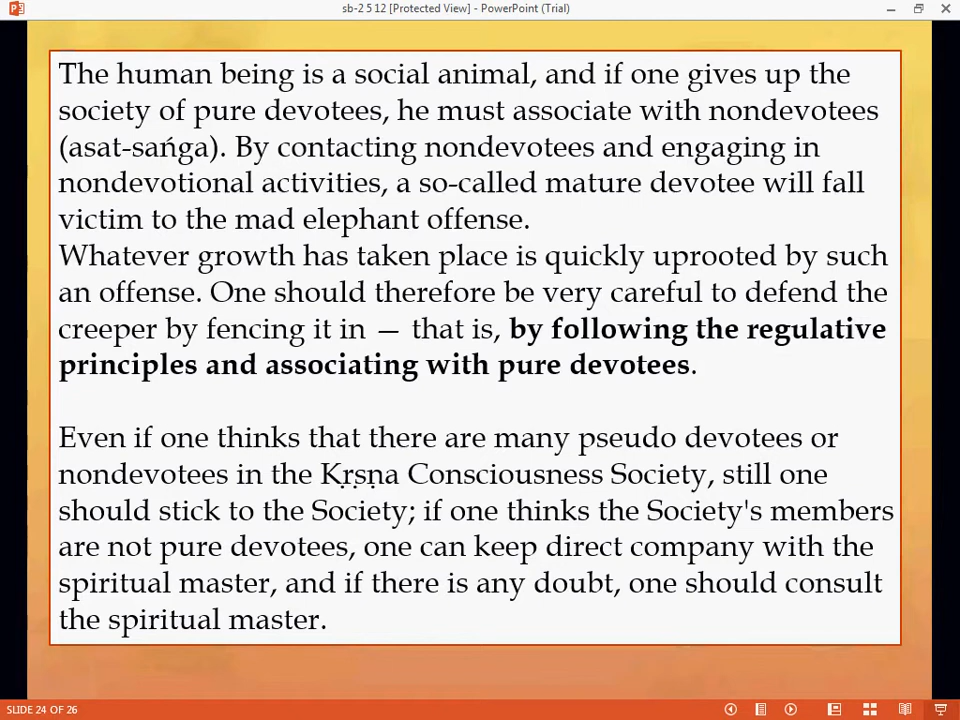 sb-2 5 12 [Protected View] - PowerPoint (Trial)
The human being is a social animal, and if one gives up the
society of pure devotees, he must associate with nondevotees
(asat-sańga). By contacting nondevotees and engaging in
nondevotional activities, a so-called mature devotee will fall
victim to the mad elephant offense.
Whatever growth has taken place is quickly uprooted by such
an offense. One should therefore be very careful to defend the
creeper by fencing it in — that is, by following the regulative
principles and associating with pure devotees.
Even if one thinks that there are many pseudo devotees or
nondevotees in the Kṛṣṇa Consciousness Society, still one
should stick to the Society; if one thinks the Society's members
are not pure devotees, one can keep direct company with the
spiritual master, and if there is any doubt, one should consult
the spiritual master.
SLIDE 24 OF 26